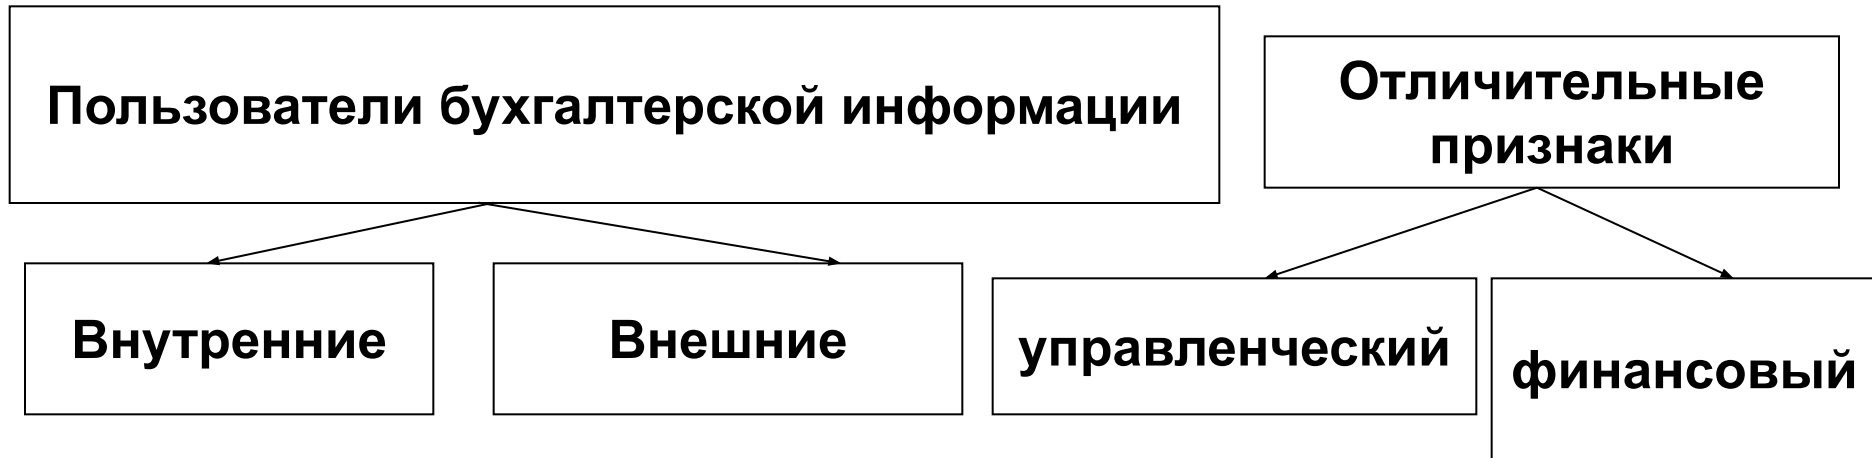 Пользователи бухгалтерской информации
Отличительные
признаки
Внутренние
Внешние
управленческий
финансовый